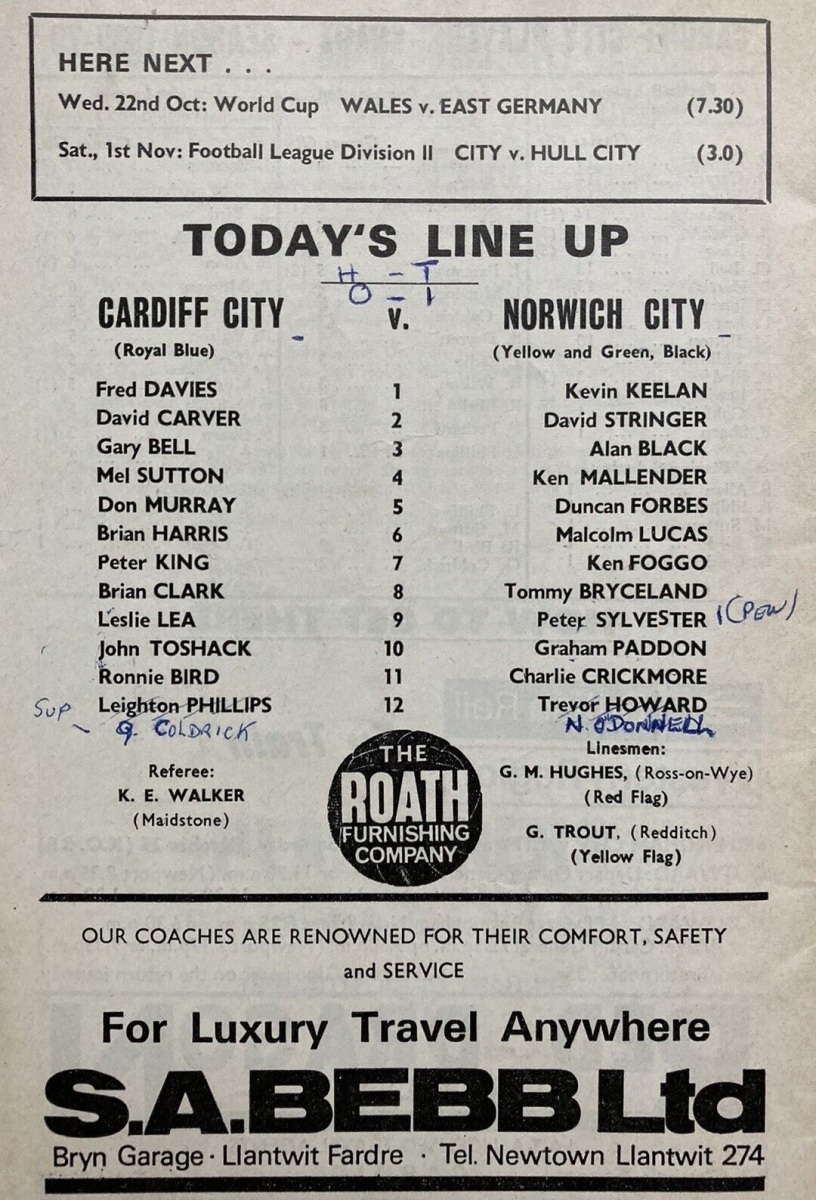 HERE NEXT . . .
Wed. 22nd Oct: World Cup WALES v. EAST GERMANY (7.30)
Sat., 1st Nov: Football League Division II CITY v. HULL CITY (3.0)
TODAY'S LINE UP
H - T
0 - 1
CARDIFF CITY v. NORWICH CITY
(Royal Blue) (Yellow and Green, Black)
Fred DAVIES 1 Kevin KEELAN
David CARVER 2 David STRINGER
Gary BELL 3 Alan BLACK
Mel SUTTON 4 Ken MALLENDER
Don MURRAY 5 Duncan FORBES
Brian HARRIS 6 Malcolm LUCAS
Peter KING 7 Ken FOGGO
Brian CLARK 8 Tommy BRYCELAND
Leslie LEA 9 Peter SYLVESTER 1 (PEN)
John TOSHACK 10 Graham PADDON
Ronnie BIRD 11 Charlie CRICKMORE
SUP Leighton PHILLIPS 12 Trevor HOWARD
G. COLDRICK N. O'DONNELL
Referee:
K. E. WALKER
(Maidstone)
THE
ROATH
FURNISHING
COMPANY
Linesmen:
G. M. HUGHES, (Ross-on-Wye)
(Red Flag)
G. TROUT, (Redditch)
(Yellow Flag)
OUR COACHES ARE RENOWNED FOR THEIR COMFORT, SAFETY
and SERVICE
For Luxury Travel Anywhere
S.A.BEBB Ltd
Bryn Garage · Llantwit Fardre · Tel. Newtown Llantwit 274